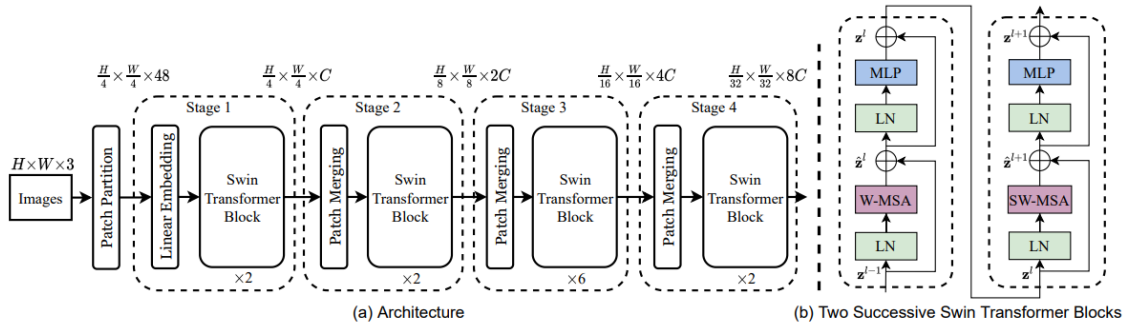 H/4 × W/4 × 48
H/4 × W/4 × C
H/8 × W/8 × 2C
H/16 × W/16 × 4C
H/32 × W/32 × 8C
Stage 1
Stage 2
Stage 3
Stage 4
H×W×3
Images
Patch Partition
Linear Embedding
Swin
Transformer
Block
×2
Patch Merging
Swin
Transformer
Block
×2
Patch Merging
Swin
Transformer
Block
×6
Patch Merging
Swin
Transformer
Block
×2
(a) Architecture
z^l
MLP
LN
ẑ^l
W-MSA
LN
z^{l-1}
z^{l+1}
MLP
LN
ẑ^{l+1}
SW-MSA
LN
z^l
(b) Two Successive Swin Transformer Blocks